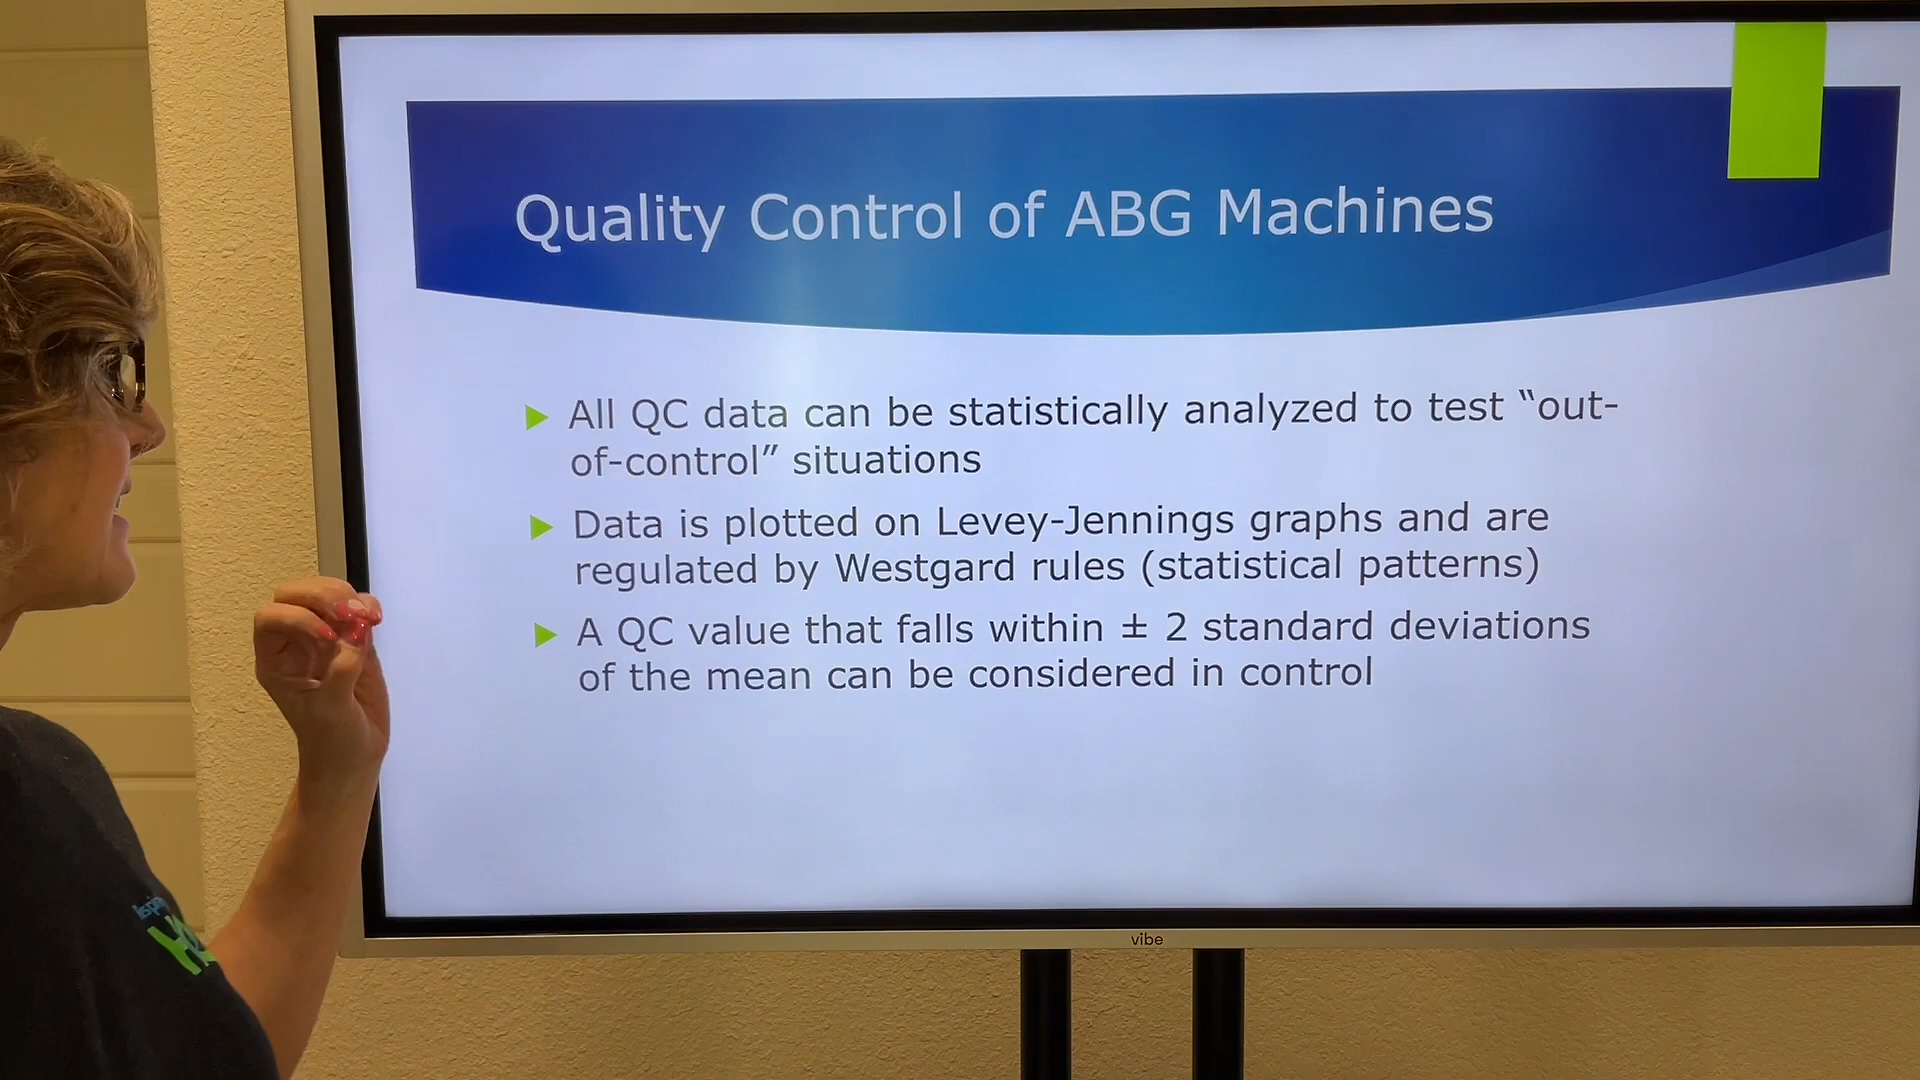 Quality Control of ABG Machines
All QC data can be statistically analyzed to test “out-
of-control” situations
Data is plotted on Levey-Jennings graphs and are
regulated by Westgard rules (statistical patterns)
A QC value that falls within ± 2 standard deviations
of the mean can be considered in control
vibe